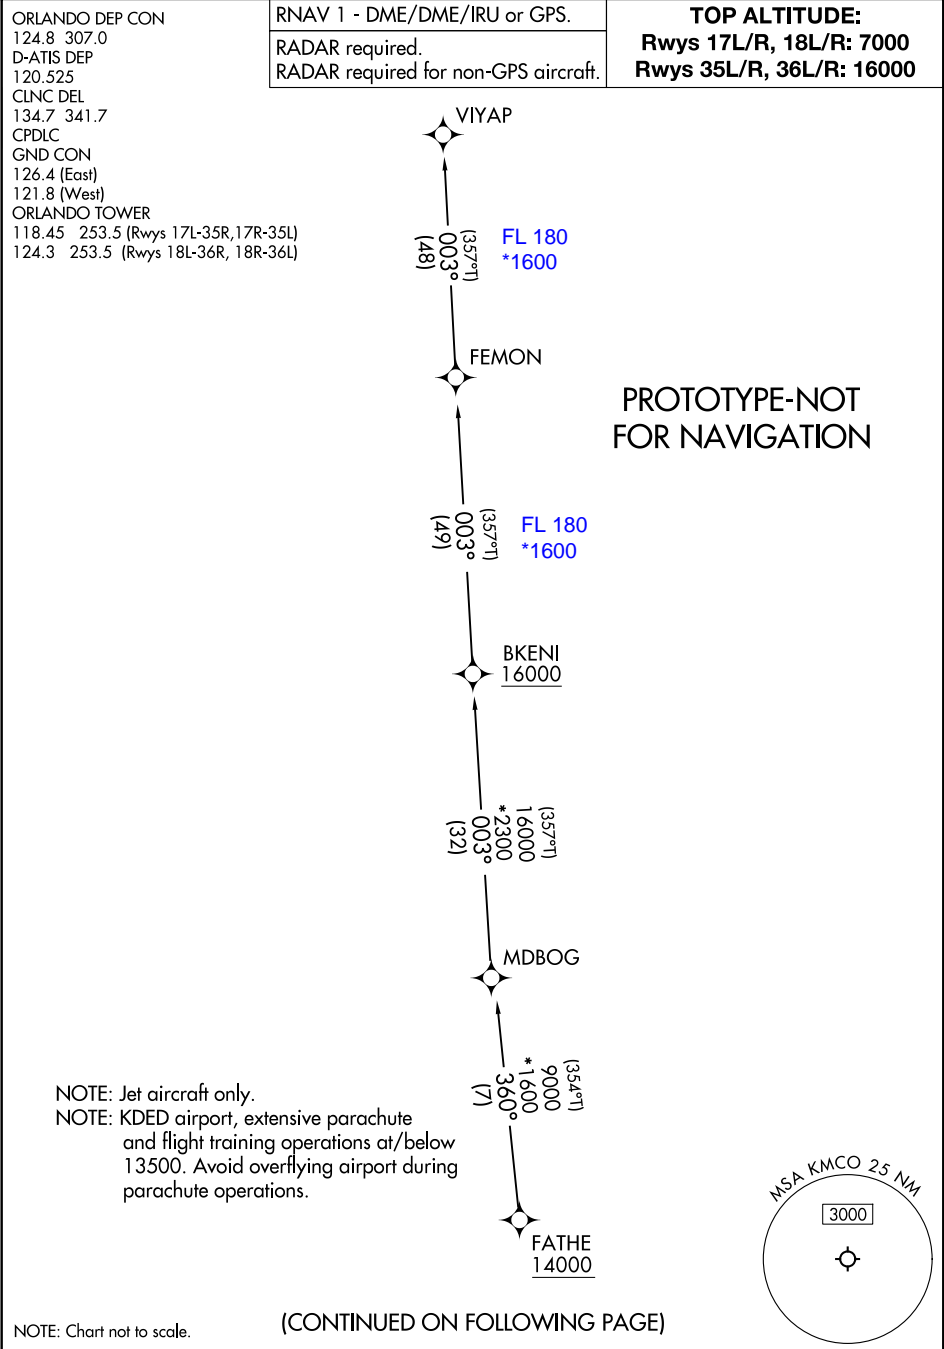 ORLANDO DEP CON
124.8 307.0
D-ATIS DEP
120.525
CLNC DEL
134.7 341.7
CPDLC
GND CON
126.4 (East)
121.8 (West)
ORLANDO TOWER
118.45 253.5 (Rwys 17L-35R,17R-35L)
124.3 253.5 (Rwys 18L-36R, 18R-36L)
RNAV 1 - DME/DME/IRU or GPS.
RADAR required.
RADAR required for non-GPS aircraft.
TOP ALTITUDE:
Rwys 17L/R, 18L/R: 7000
Rwys 35L/R, 36L/R: 16000
VIYAP
(357°T)
003°
(48)
FL 180
*1600
FEMON
PROTOTYPE-NOT
FOR NAVIGATION
(357°T)
003°
(49)
FL 180
*1600
BKENI
16000
(357°T)
16000
*2300
003°
(32)
MDBOG
(354°T)
9000
*1600
360°
(7)
NOTE: Jet aircraft only.
NOTE: KDED airport, extensive parachute
and flight training operations at/below
13500. Avoid overflying airport during
parachute operations.
FATHE
14000
MSA KMCO 25 NM
3000
(CONTINUED ON FOLLOWING PAGE)
NOTE: Chart not to scale.